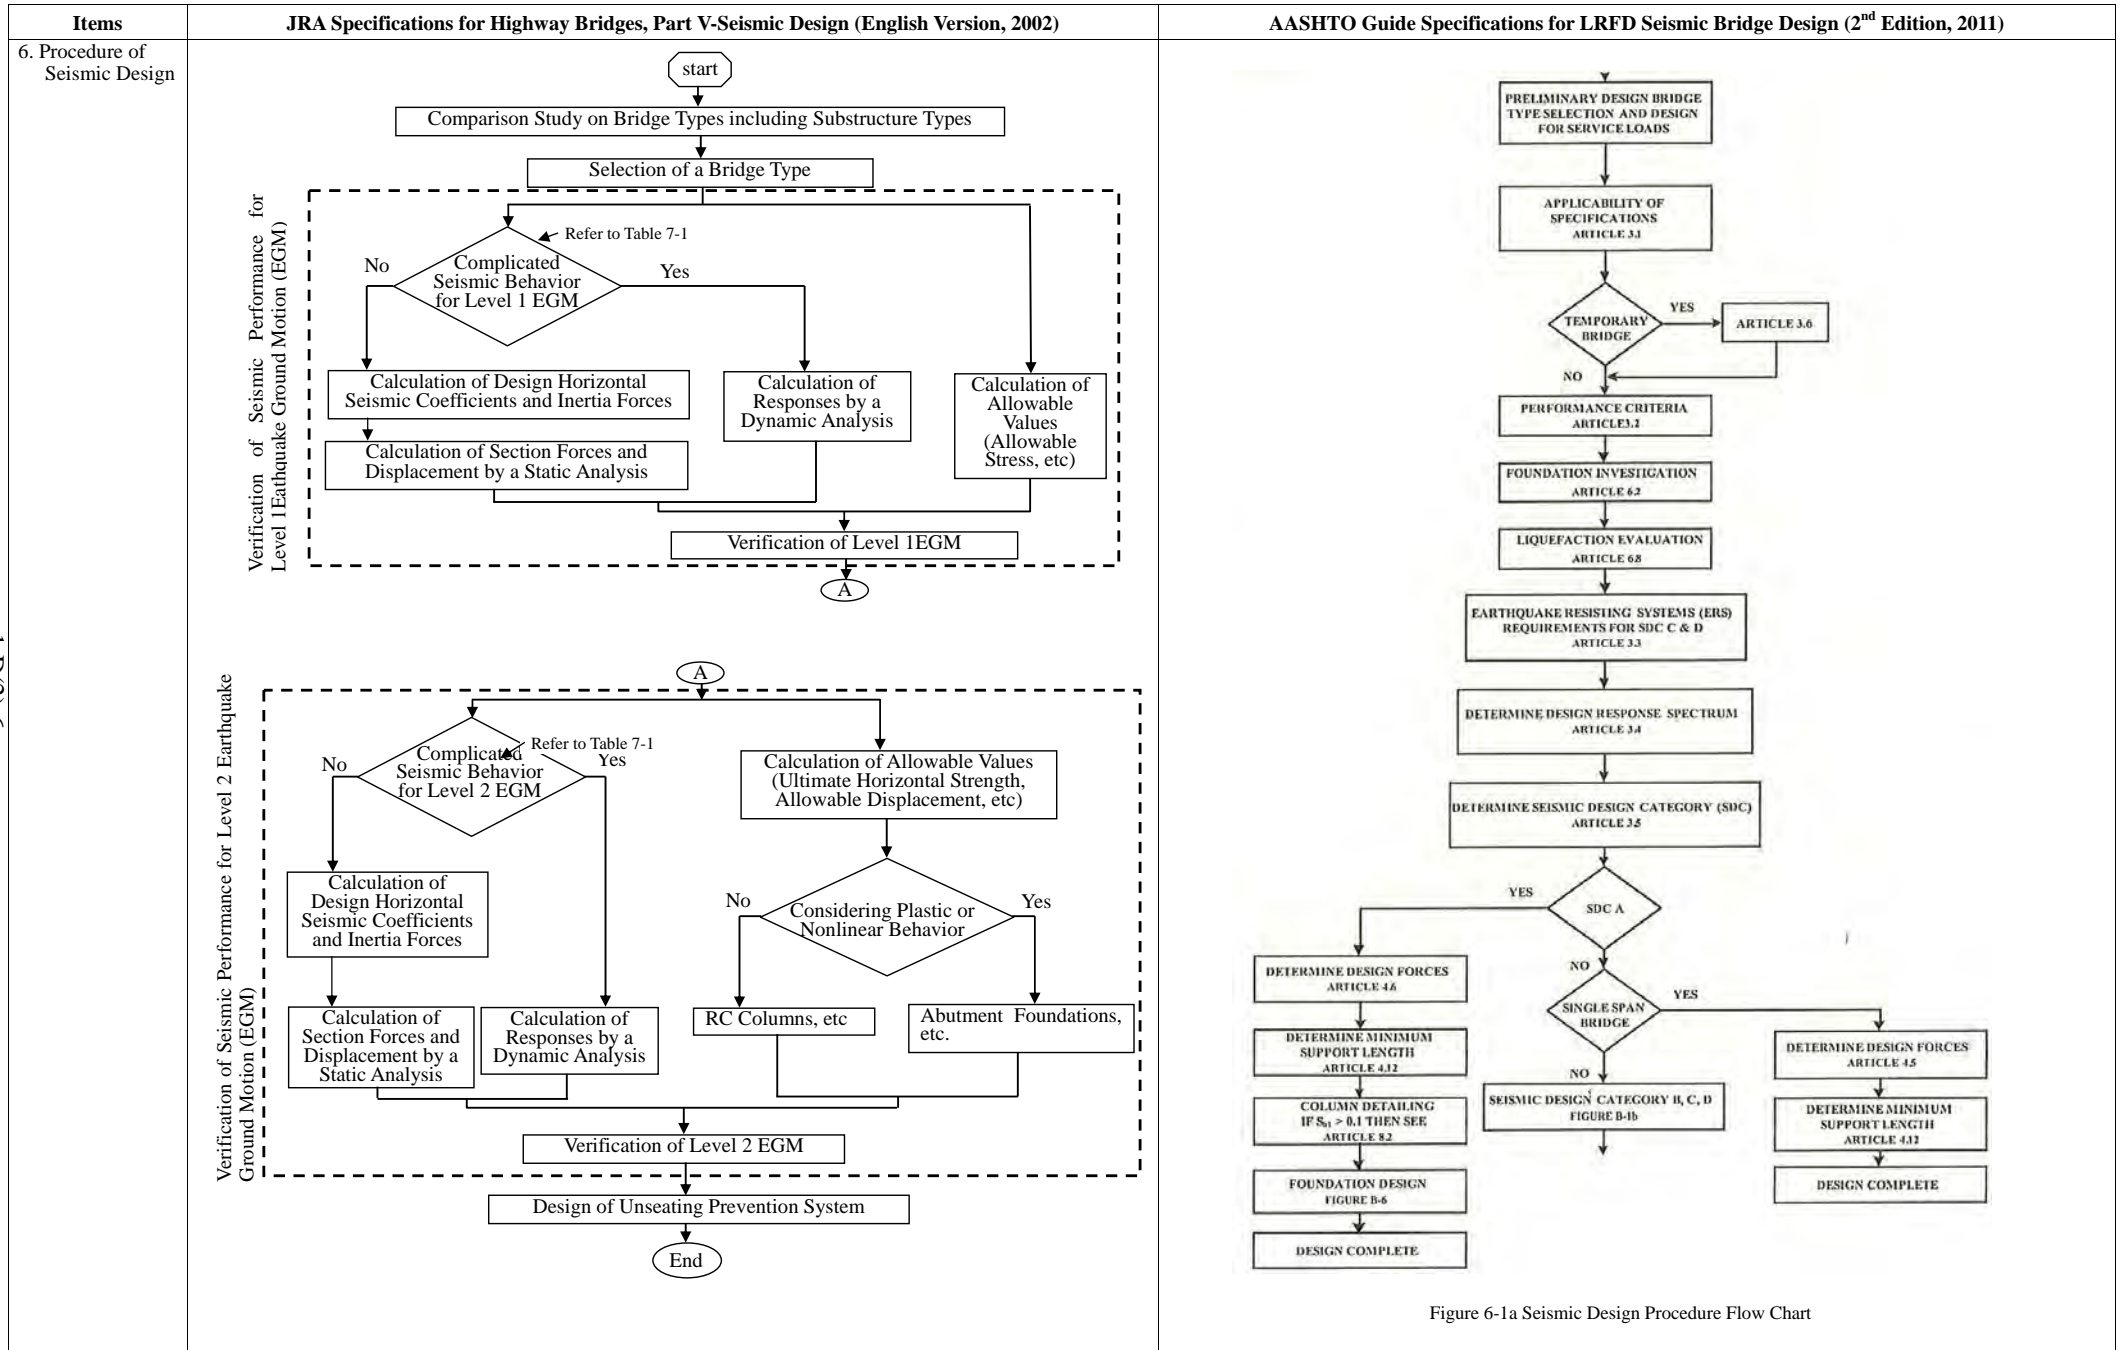 Items
JRA Specifications for Highway Bridges, Part V-Seismic Design (English Version, 2002)
AASHTO Guide Specifications for LRFD Seismic Bridge Design (2nd Edition, 2011)
6. Procedure of
Seismic Design
start
Comparison Study on Bridge Types including Substructure Types
Selection of a Bridge Type
Verification of Seismic Performance for
Level 1Eathquake Ground Motion (EGM)
Refer to Table 7-1
Complicated
Seismic Behavior
for Level 1 EGM
No
Yes
Calculation of Design Horizontal
Seismic Coefficients and Inertia Forces
Calculation of Section Forces and
Displacement by a Static Analysis
Calculation of
Responses by a
Dynamic Analysis
Calculation of
Allowable
Values
(Allowable
Stress, etc)
Verification of Level 1EGM
A
A
Verification of Seismic Performance for Level 2 Earthquake
Ground Motion (EGM)
Refer to Table 7-1
Complicated
Seismic Behavior
for Level 2 EGM
No
Yes
Calculation of Allowable Values
(Ultimate Horizontal Strength,
Allowable Displacement, etc)
Calculation of
Design Horizontal
Seismic Coefficients
and Inertia Forces
No
Considering Plastic or
Nonlinear Behavior
Yes
Calculation of
Section Forces and
Displacement by a
Static Analysis
Calculation of
Responses by a
Dynamic Analysis
RC Columns, etc
Abutment Foundations,
etc.
Verification of Level 2 EGM
Design of Unseating Prevention System
End
PRELIMINARY DESIGN BRIDGE
TYPE SELECTION AND DESIGN
FOR SERVICE LOADS
APPLICABILITY OF
SPECIFICATIONS
ARTICLE 3.1
TEMPORARY
BRIDGE
YES
ARTICLE 3.6
NO
PERFORMANCE CRITERIA
ARTICLE3.2
FOUNDATION INVESTIGATION
ARTICLE 6.2
LIQUEFACTION EVALUATION
ARTICLE 6.8
EARTHQUAKE RESISTING SYSTEMS (ERS)
REQUIREMENTS FOR SDC C & D
ARTICLE 3.3
DETERMINE DESIGN RESPONSE SPECTRUM
ARTICLE 3.4
DETERMINE SEISMIC DESIGN CATEGORY (SDC)
ARTICLE 3.5
YES
SDC A
NO
DETERMINE DESIGN FORCES
ARTICLE 4.6
DETERMINE MINIMUM
SUPPORT LENGTH
ARTICLE 4.12
COLUMN DETAILING
IF SD1 > 0.1 THEN SEE
ARTICLE 8.2
FOUNDATION DESIGN
FIGURE B-6
DESIGN COMPLETE
SINGLE SPAN
BRIDGE
YES
NO
SEISMIC DESIGN CATEGORY B, C, D
FIGURE B-1b
DETERMINE DESIGN FORCES
ARTICLE 4.5
DETERMINE MINIMUM
SUPPORT LENGTH
ARTICLE 4.12
DESIGN COMPLETE
Figure 6-1a Seismic Design Procedure Flow Chart